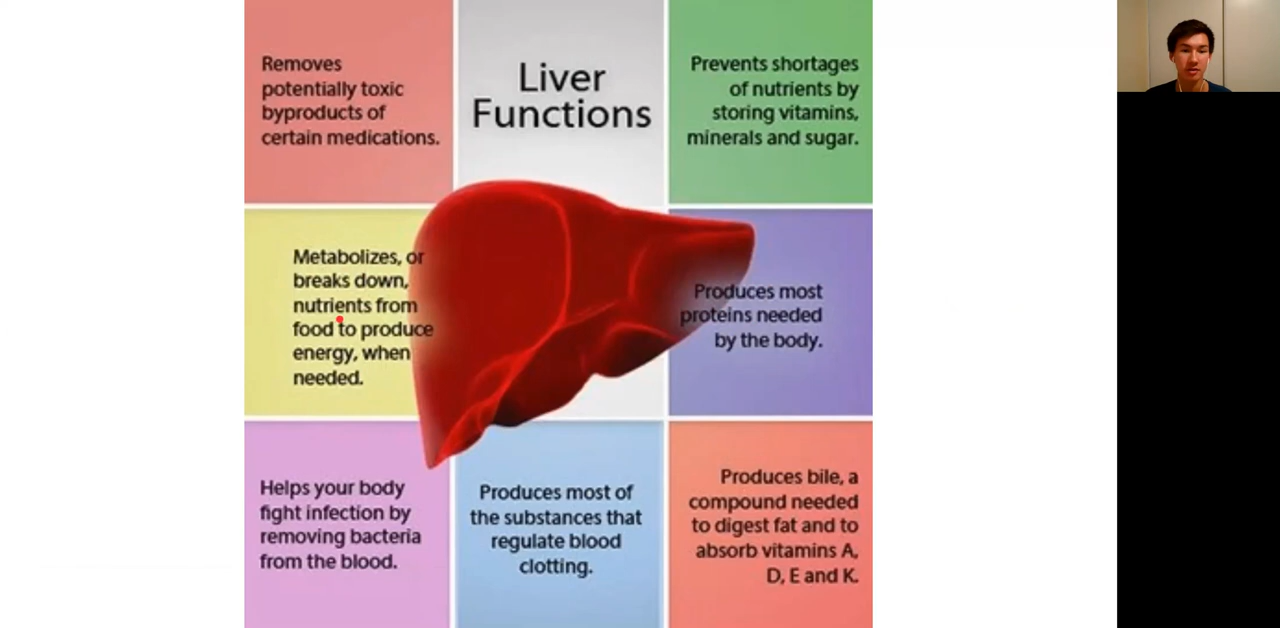 Removes
potentially toxic
byproducts of
certain medications.
Liver
Functions
Prevents shortages
of nutrients by
storing vitamins,
minerals and sugar.
Metabolizes, or
breaks down,
nutrients from
food to produce
energy, when
needed.
Produces most
proteins needed
by the body.
Helps your body
fight infection by
removing bacteria
from the blood.
Produces most of
the substances that
regulate blood
clotting.
Produces bile, a
compound needed
to digest fat and to
absorb vitamins A,
D, E and K.